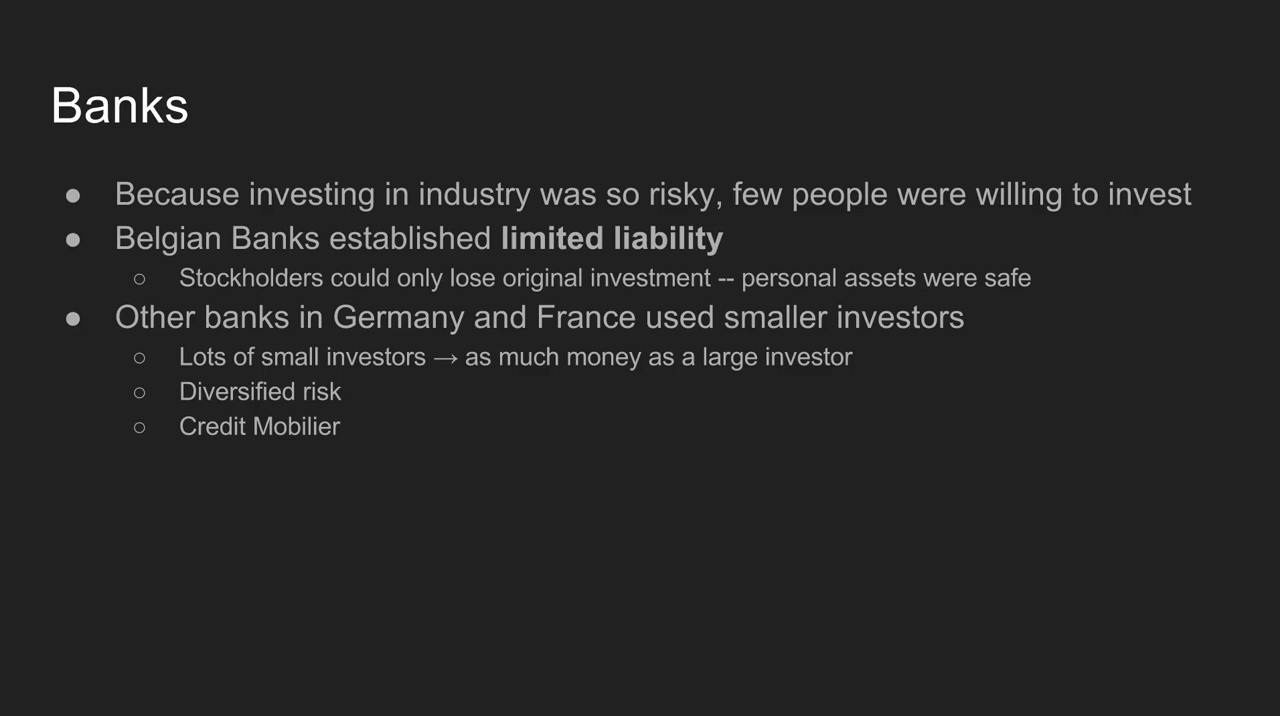 Banks
● Because investing in industry was so risky, few people were willing to invest
● Belgian Banks established limited liability
○ Stockholders could only lose original investment -- personal assets were safe
● Other banks in Germany and France used smaller investors
○ Lots of small investors → as much money as a large investor
○ Diversified risk
○ Credit Mobilier